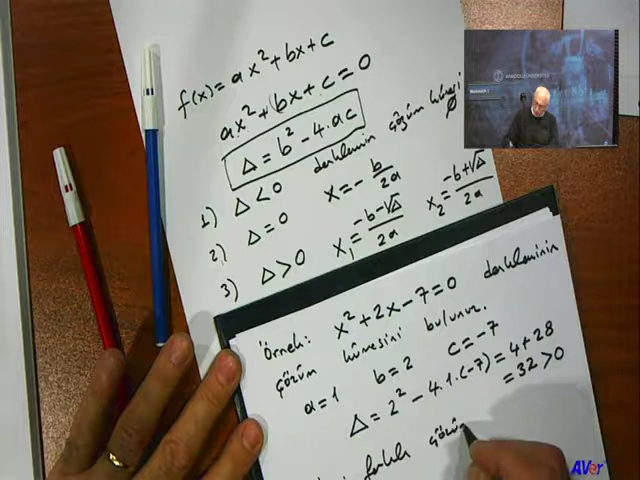 f(x) = ax² + bx + c
ax² + bx + c = 0
Δ = b² - 4.ac
1) Δ < 0 denklemin çözüm kümesi ∅
2) Δ = 0 x = - b/2a
3) Δ > 0 x₁ = -b-√Δ/2a x₂ = -b+√Δ/2a
Örnek: x² + 2x - 7 = 0 denkleminin
çözüm kümesini bulunuz.
a = 1 b = 2 c = -7
Δ = 2² - 4.1.(-7) = 4 + 28
= 32 > 0
farklı çözü
AVer